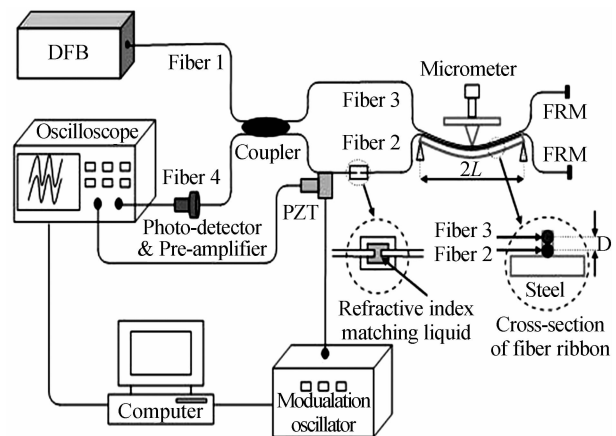 DFB
Fiber 1
Micrometer
Fiber 3
FRM
Oscilloscope
Fiber 2
Coupler
FRM
Fiber 4
2L
PZT
Photo-detector
& Pre-amplifier
Fiber 3
Fiber 2
D
Steel
Refractive index
matching liquid
Cross-section
of fiber ribbon
Computer
Modualation
oscillator